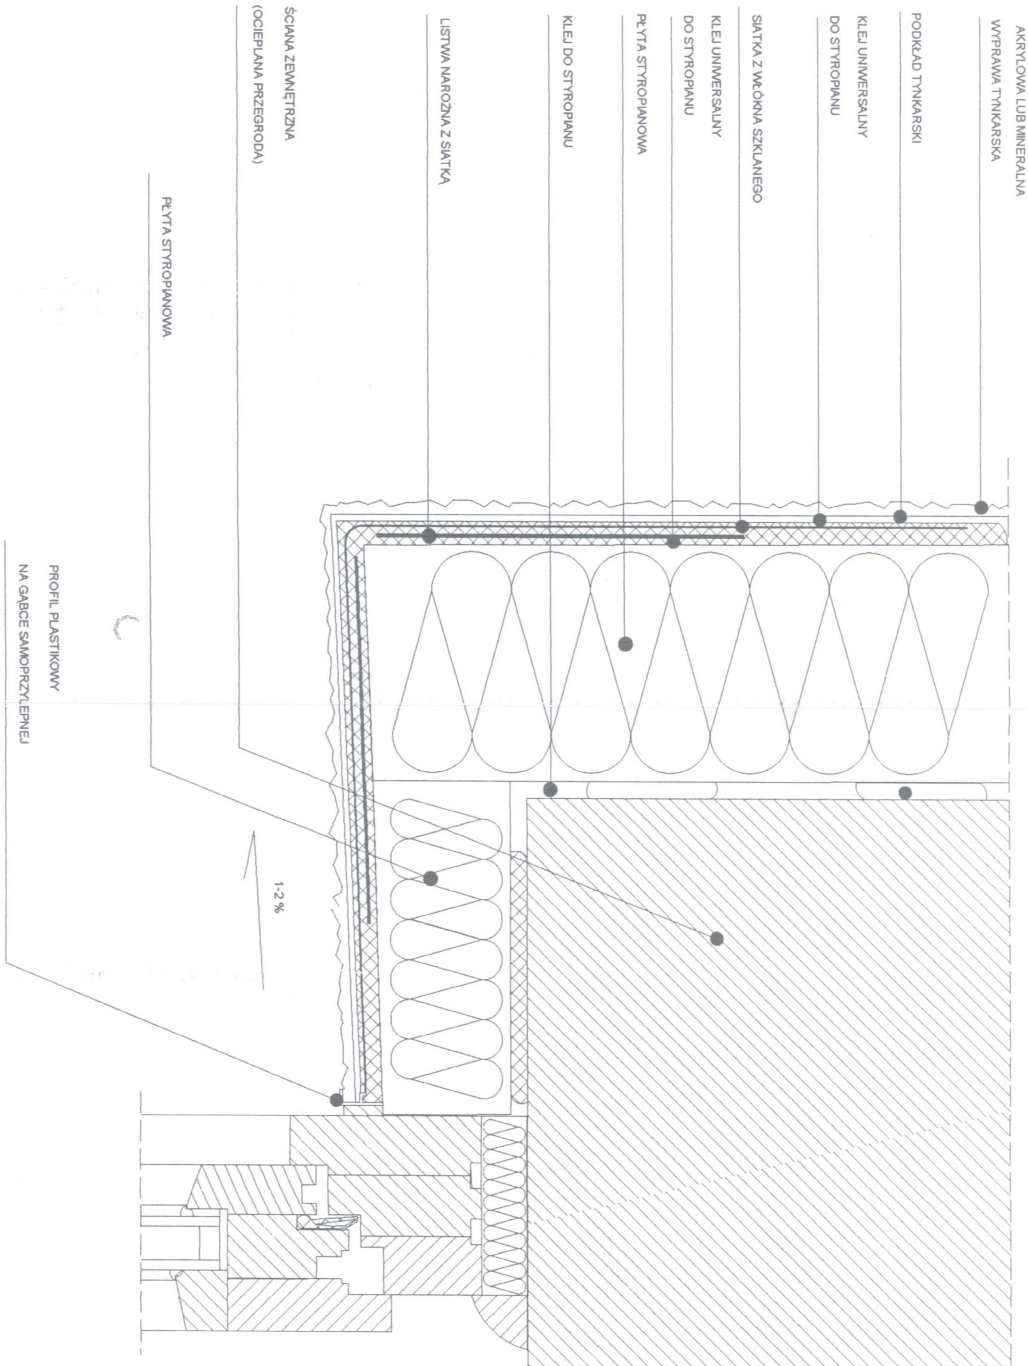 AKRYLOWA LUB MINERALNA
WYPRAWA TYNKARSKA
PODKŁAD TYNKARSKI
KLEJ UNIWERSALNY
DO STYROPIANU
SIATKA Z WŁÓKNA SZKLANEGO
KLEJ UNIWERSALNY
DO STYROPIANU
PŁYTA STYROPIANOWA
KLEJ DO STYROPIANU
LISTWA NAROŻNA Z SIATKĄ
ŚCIANA ZEWNĘTRZNA
(OCIEPLANA PRZEGRODA)
PŁYTA STYROPIANOWA
PROFIL PLASTIKOWY
NA GĄBCE SAMOPRZYLEPNEJ
1-2 %